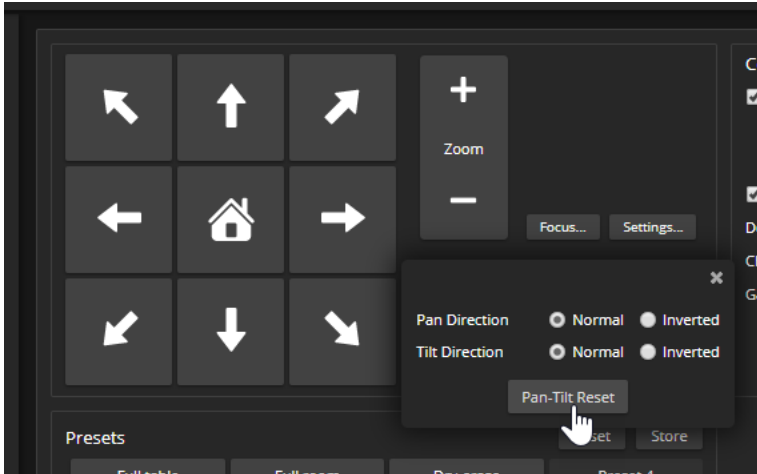 Zoom
Focus...
Settings...
Pan Direction
Normal
Inverted
Tilt Direction
Normal
Inverted
Pan-Tilt Reset
Presets
Store